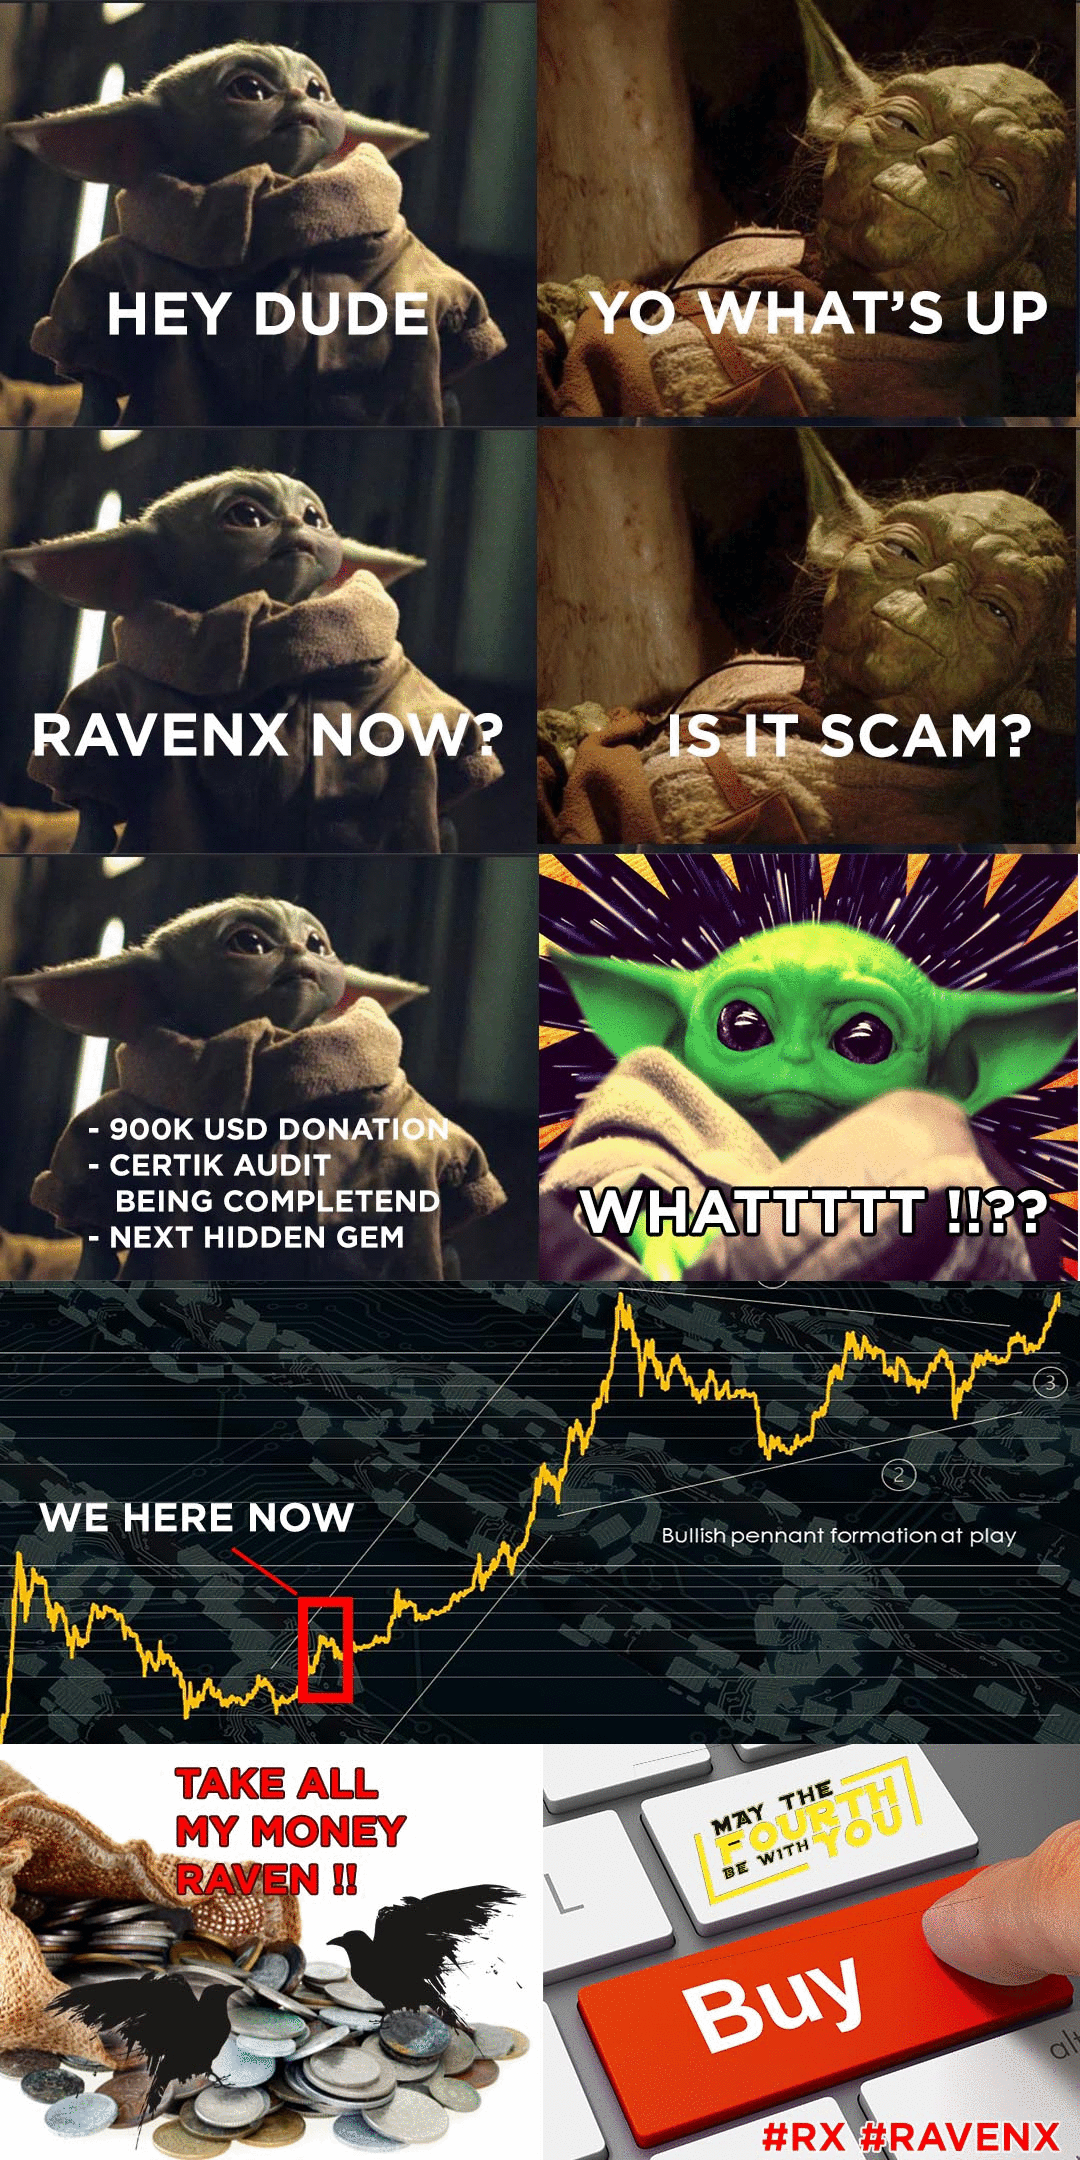 HEY DUDE
YO WHAT'S UP
RAVENX NOW?
IS IT SCAM?
- 900K USD DONATION
- CERTIK AUDIT
BEING COMPLETEND
- NEXT HIDDEN GEM
WHATTTTTT !!??
3
2
WE HERE NOW
Bullish pennant formation at play
TAKE ALL
MY MONEY
RAVEN !!
MAY THE
FOURTH
BE WITH YOU
L
Buy
alt
#RX #RAVENX